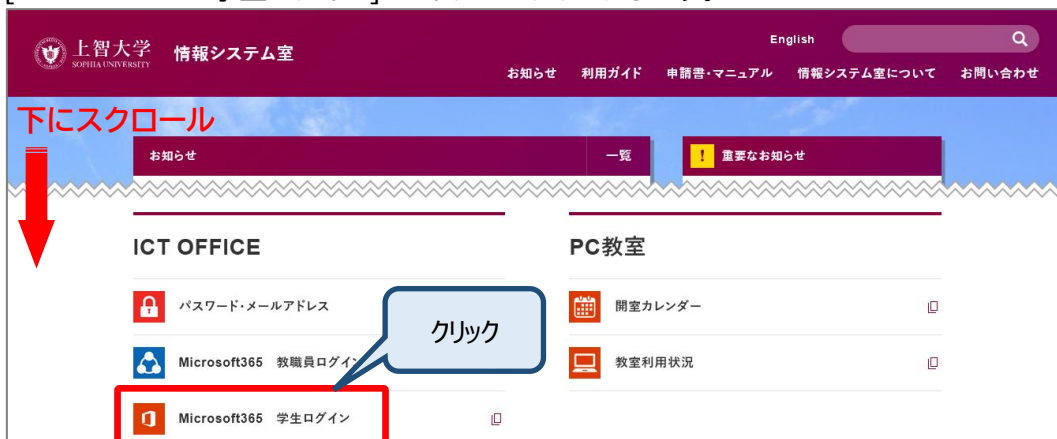 English
上智大学
SOPHIA UNIVERSITY
情報システム室
お知らせ 利用ガイド 申請書・マニュアル 情報システム室について お問い合わせ
下にスクロール
お知らせ 一覧
! 重要なお知らせ
ICT OFFICE
パスワード・メールアドレス
Microsoft365 教職員ログイン
Microsoft365 学生ログイン
クリック
PC教室
開室カレンダー
教室利用状況